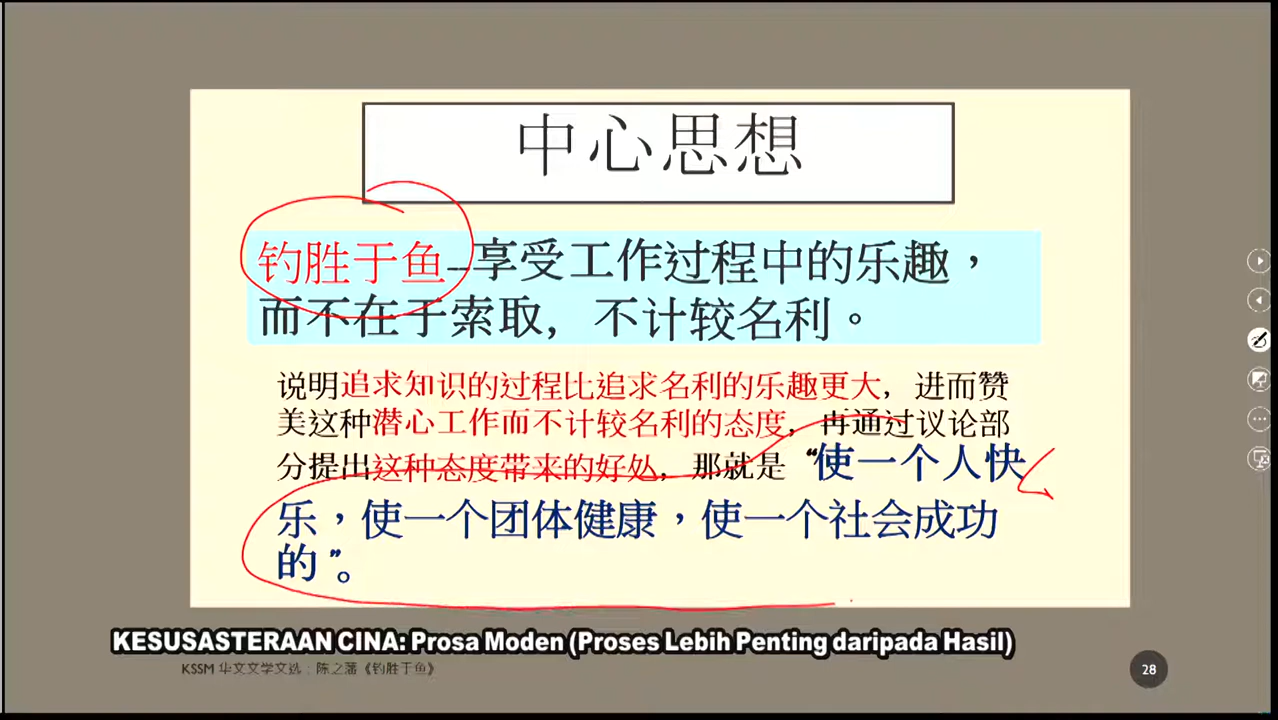 中心思想
钓胜于鱼_享受工作过程中的乐趣，
而不在于索取，不计较名利。
说明追求知识的过程比追求名利的乐趣更大，进而赞
美这种潜心工作而不计较名利的态度，再通过议论部
分提出这种态度带来的好处，那就是“使一个人快
乐，使一个团体健康，使一个社会成功
的”。
KESUSASTERAAN CINA: Prosa Moden (Proses Lebih Penting daripada Hasil)
KSSM 华文文学文选：陈之藩《钓胜于鱼》
28